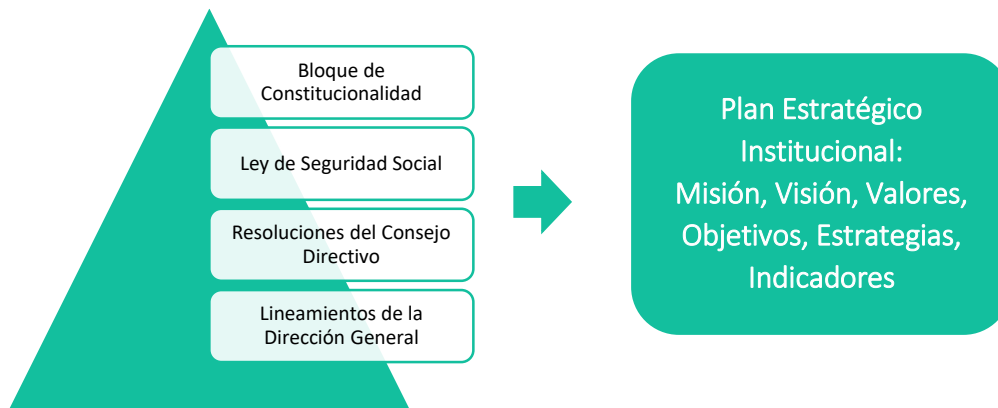 Bloque de
Constitucionalidad
Ley de Seguridad Social
Resoluciones del Consejo
Directivo
Lineamientos de la
Dirección General
Plan Estratégico
Institucional:
Misión, Visión, Valores,
Objetivos, Estrategias,
Indicadores